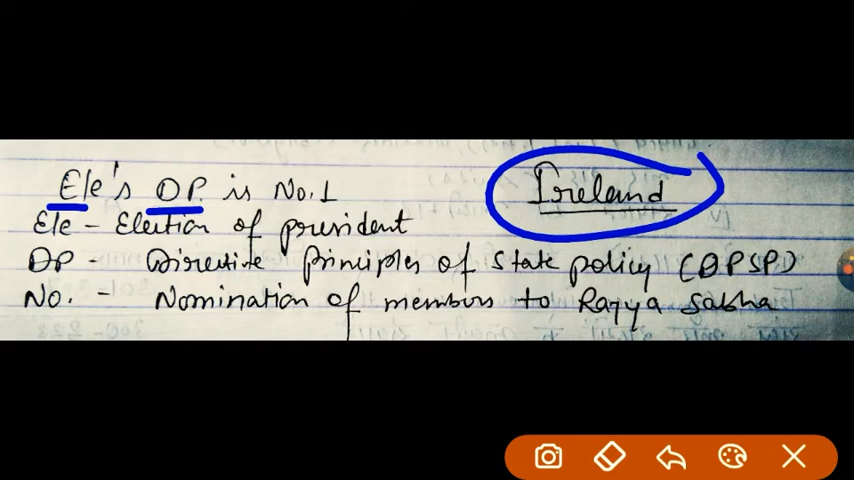 Ele's DP. is No.1 Ireland
Ele - Election of president
DP - Directive principles of State policy (DPSP)
No. - Nomination of members to Rajya Sabha